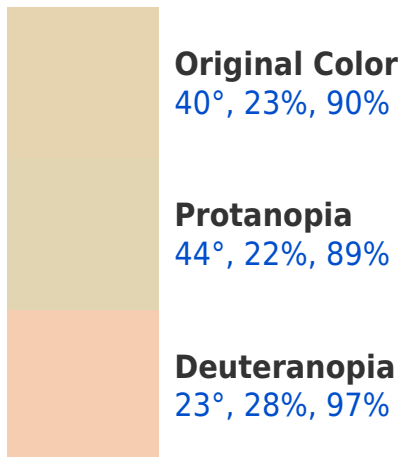 Original Color
40°, 23%, 90%
Protanopia
44°, 22%, 89%
Deuteranopia
23°, 28%, 97%